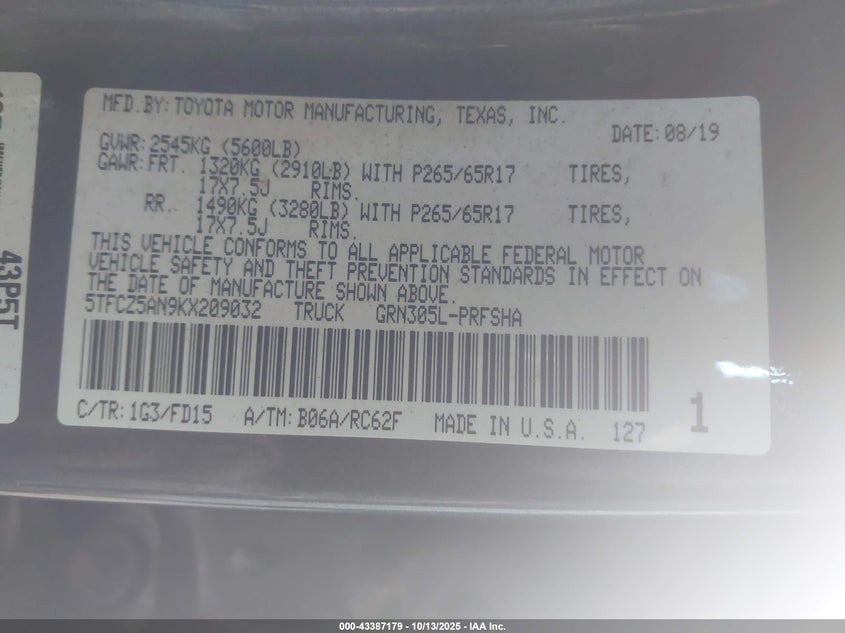 MFD.BY: TOYOTA MOTOR MANUFACTURING, TEXAS, INC.
DATE: 08/19
GVWR: 2545KG (5600LB)
GAWR: FRT. 1320KG (2910LB) WITH P265/65R17 TIRES,
17X7.5J RIMS.
RR. 1490KG (3280LB) WITH P265/65R17 TIRES,
17X7.5J RIMS.
THIS VEHICLE CONFORMS TO ALL APPLICABLE FEDERAL MOTOR
VEHICLE SAFETY AND THEFT PREVENTION STANDARDS IN EFFECT ON
THE DATE OF MANUFACTURE SHOWN ABOVE.
5TFCZ5AN9KX209032 TRUCK GRN305L-PRFSHA
C/TR: 1G3/FD15 A/TM: B06A/RC62F MADE IN U.S.A. 127
1
43P5T
000-43387179 - 10/13/2025 - IAA Inc.